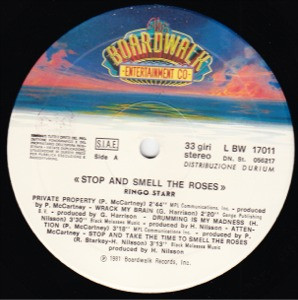 The
BOARDWALK
ENTERTAINMENT CO
S.I.A.E.
Side A
33 giri
stereo
L BW 17011
DN. St. 056217
DISTRIBUZIONE DURIUM
« STOP AND SMELL THE ROSES »
RINGO STARR
PRIVATE PROPERTY (P. McCartney) 2'44" MPL Communications, Inc. - produced
by P. McCartney - WRACK MY BRAIN (G. Harrison) 2'20" Ganga Publishing
B.V. - produced by G. Harrison - DRUMMING IS MY MADNESS (H.
Nilsson) 3'30" Black Molasses Music - produced by H. Nilsson - ATTEN-
TION (P. McCartney) 3'18" MPL Communications, Inc. - produced by P.
McCartney - STOP AND TAKE THE TIME TO SMELL THE ROSES
(R. Starkey-H. Nilsson) 3'13" Black Molasses Music
produced by H. Nilsson
℗ 1981 Boardwalk Records, Inc.